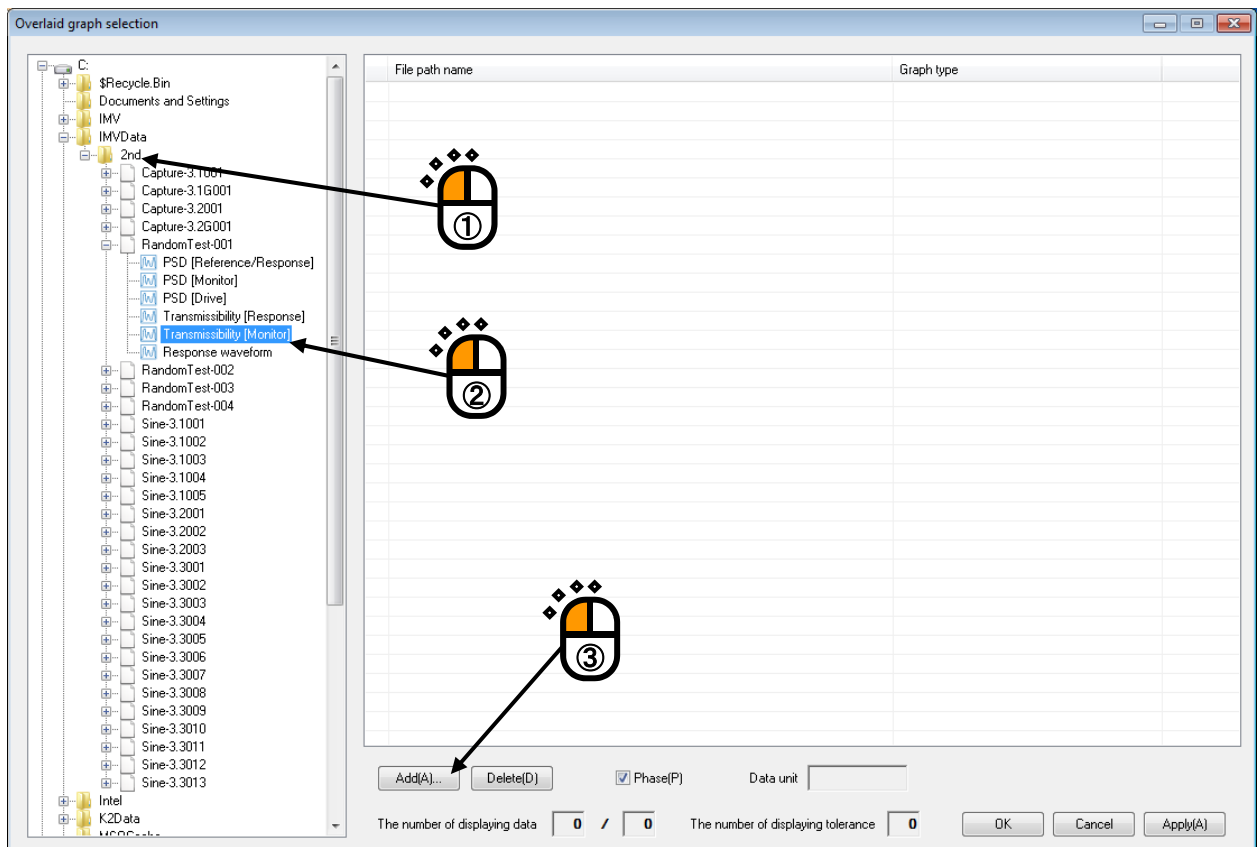 Overlaid graph selection
C:
$Recycle.Bin
Documents and Settings
IMV
IMVData
2nd
Capture-3.1001
Capture-3.1G001
Capture-3.2001
Capture-3.2G001
RandomTest-001
PSD [Reference/Response]
PSD [Monitor]
PSD [Drive]
Transmissibility [Response]
Transmissibility [Monitor]
Response waveform
RandomTest-002
RandomTest-003
RandomTest-004
Sine-3.1001
Sine-3.1002
Sine-3.1003
Sine-3.1004
Sine-3.1005
Sine-3.2001
Sine-3.2002
Sine-3.2003
Sine-3.3001
Sine-3.3002
Sine-3.3003
Sine-3.3004
Sine-3.3005
Sine-3.3006
Sine-3.3007
Sine-3.3008
Sine-3.3009
Sine-3.3010
Sine-3.3011
Sine-3.3012
Sine-3.3013
Intel
K2Data
File path name Graph type
①
②
③
Add(A)... Delete(D) Phase(P) Data unit
The number of displaying data 0 / 0 The number of displaying tolerance 0 OK Cancel Apply(A)